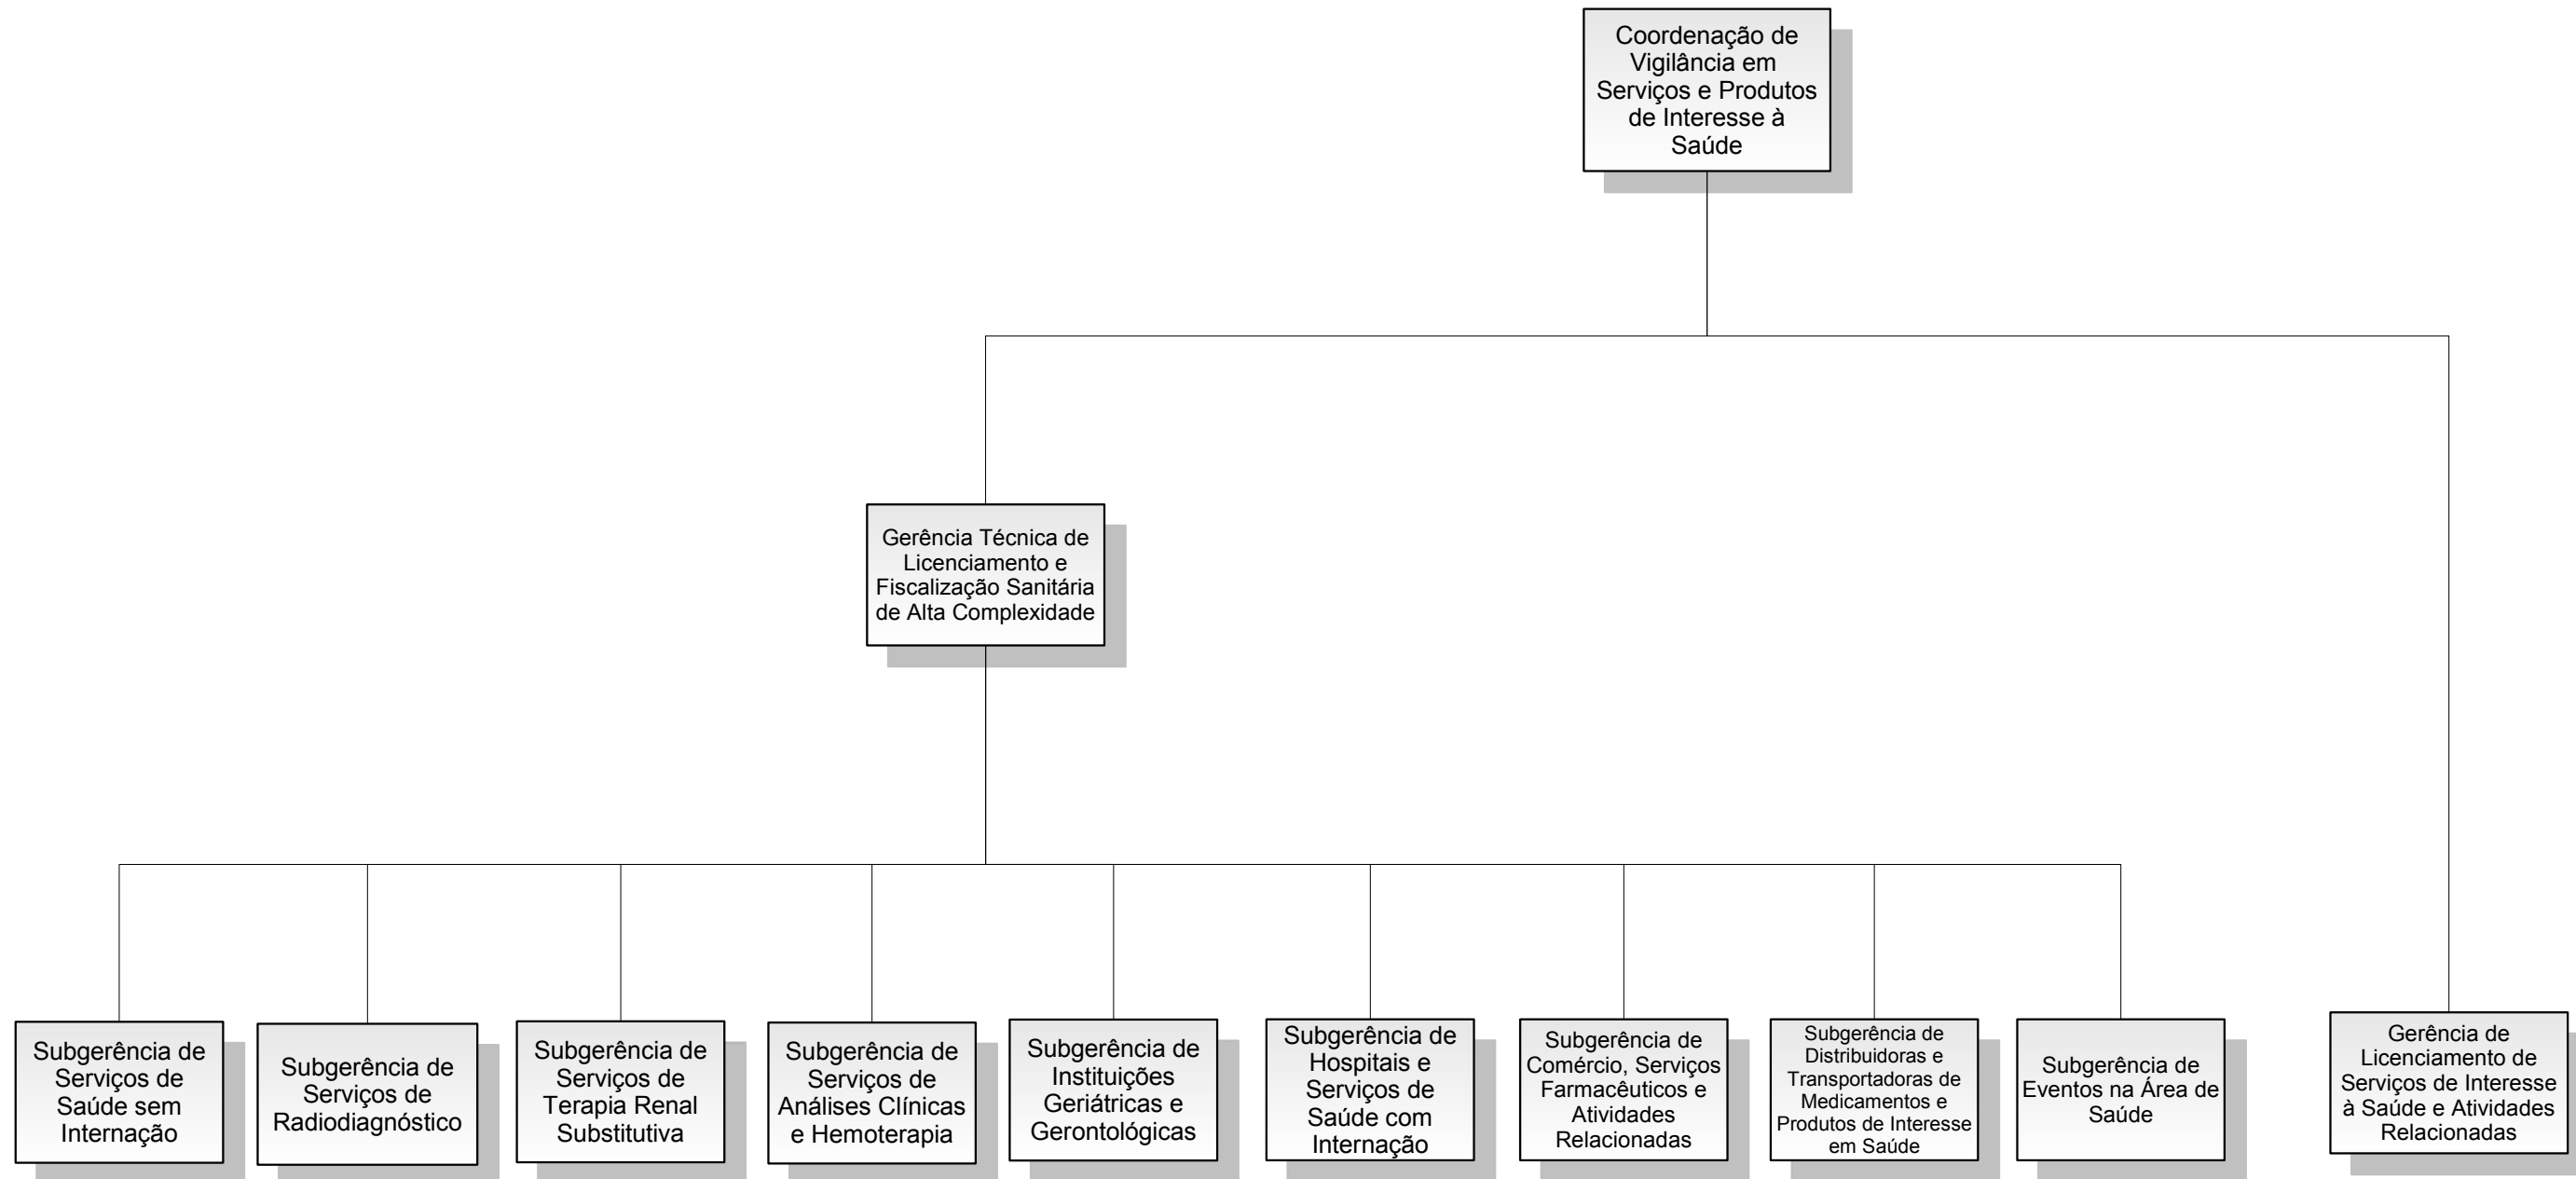 Coordenação de
Vigilância em
Serviços e Produtos
de Interesse à
Saúde
Gerência Técnica de
Licenciamento e
Fiscalização Sanitária
de Alta Complexidade
Subgerência de
Serviços de
Saúde sem
Internação
Subgerência de
Serviços de
Radiodiagnóstico
Subgerência de
Serviços de
Terapia Renal
Substitutiva
Subgerência de
Serviços de
Análises Clínicas
e Hemoterapia
Subgerência de
Instituições
Geriátricas e
Gerontológicas
Subgerência de
Hospitais e
Serviços de
Saúde com
Internação
Subgerência de
Comércio, Serviços
Farmacêuticos e
Atividades
Relacionadas
Subgerência de
Distribuidoras e
Transportadoras de
Medicamentos e
Produtos de Interesse
em Saúde
Subgerência de
Eventos na Área de
Saúde
Gerência de
Licenciamento de
Serviços de Interesse
à Saúde e Atividades
Relacionadas